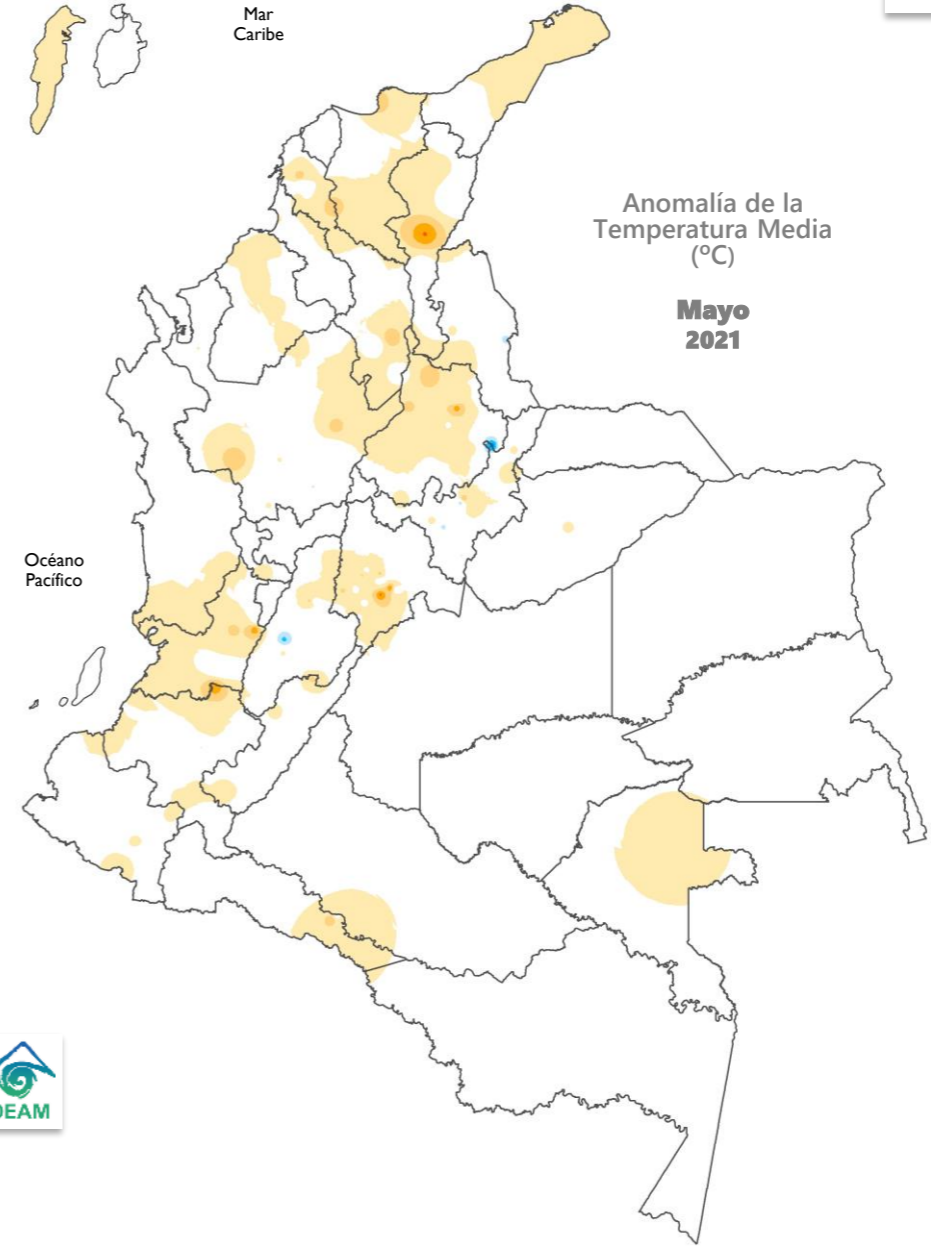 Mar
Caribe
Anomalía de la
Temperatura Media
(ºC)
Mayo
2021
Océano
Pacífico
DEAM